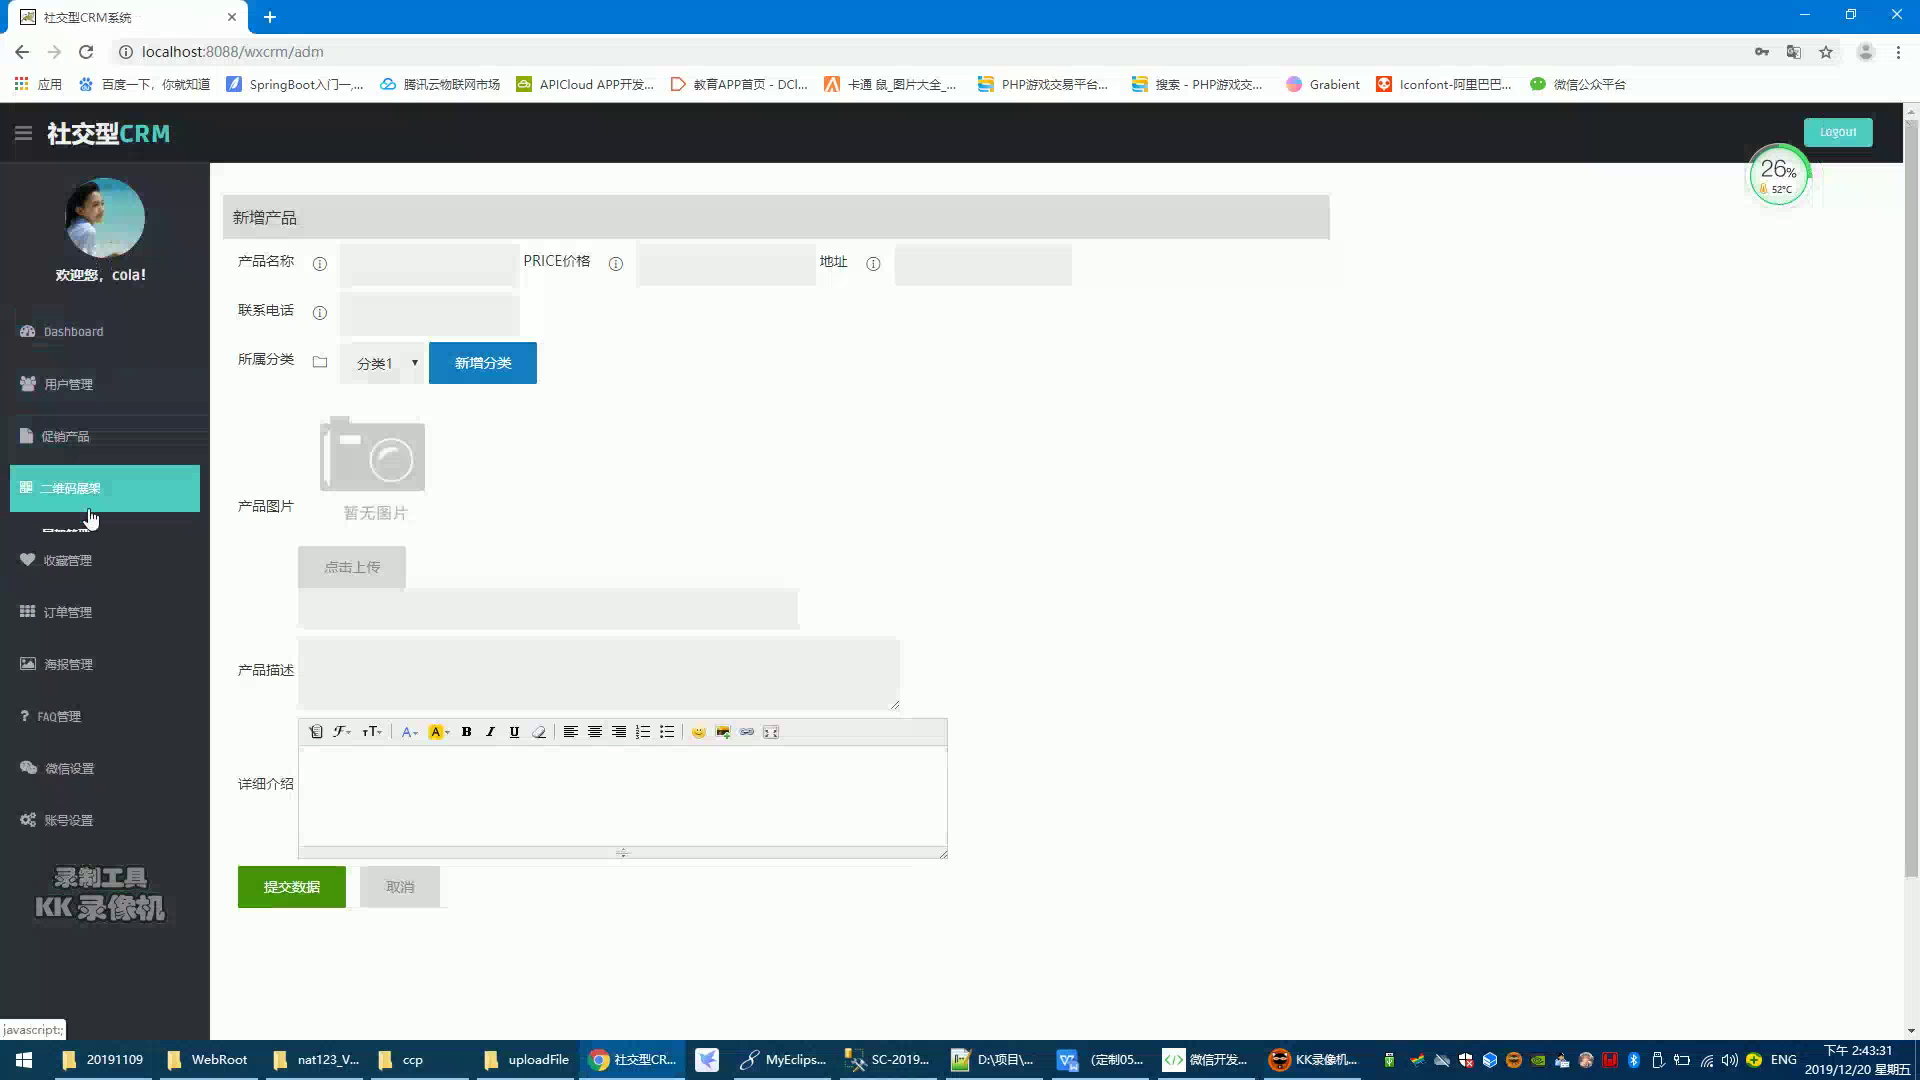 社交型CRM系统
localhost:8088/wxcrm/adm
应用
百度一下，你就知道
SpringBoot入门一,...
腾讯云物联网市场
APICloud APP开发...
教育APP首页 - DCl...
卡通 鼠_图片大全_...
PHP游戏交易平台...
搜索 - PHP游戏交...
Grabient
Iconfont-阿里巴巴...
微信公众平台
社交型CRM
Logout
26%
52°C
欢迎您，cola！
Dashboard
用户管理
促销产品
二维码展架
收藏管理
订单管理
海报管理
FAQ管理
微信设置
账号设置
录制工具
KK 录像机
javascript:;
新增产品
产品名称
PRICE价格
地址
联系电话
所属分类
分类1
新增分类
产品图片
暂无图片
点击上传
产品描述
详细介绍
提交数据
取消
20191109
WebRoot
nat123_V...
ccp
uploadFile
社交型CR...
MyEclips...
SC-2019...
D:\项目\...
(定制05...
微信开发...
KK录像机...
ENG
下午 2:43:31
2019/12/20 星期五